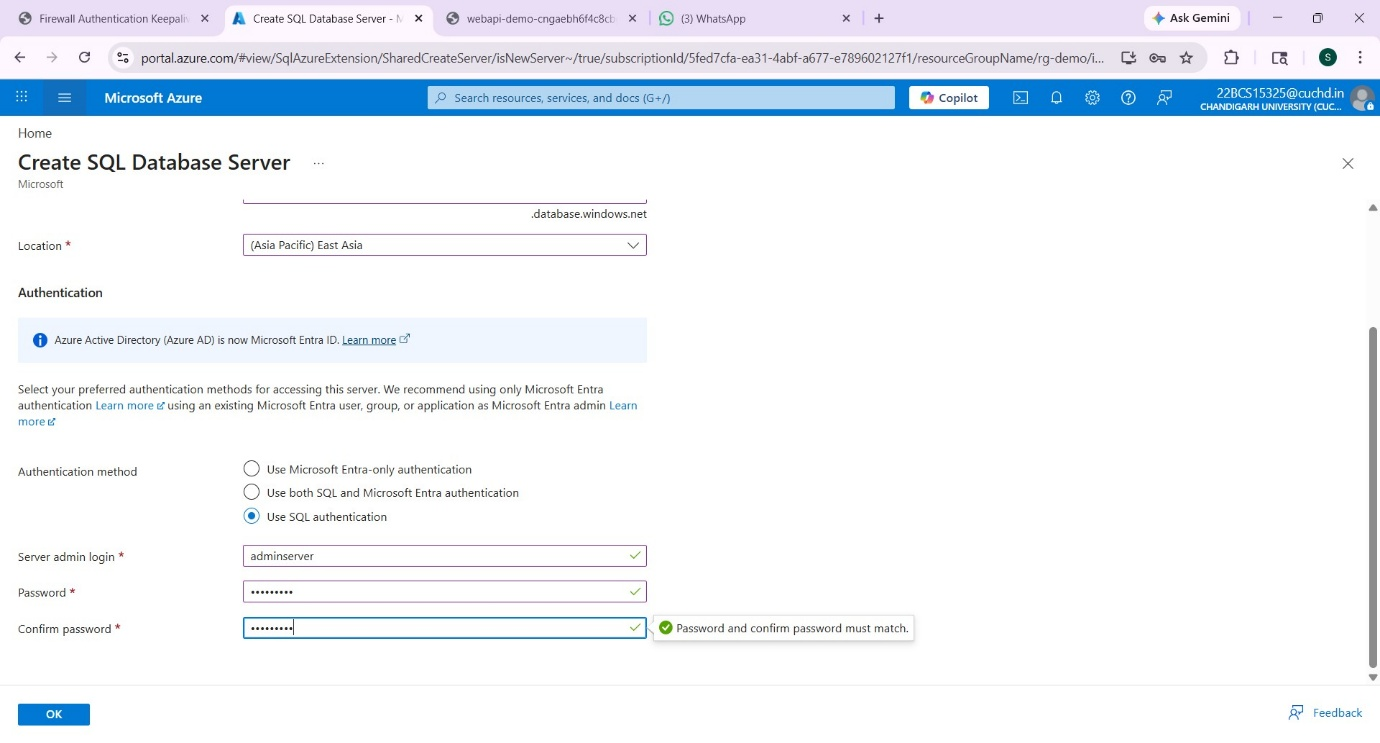 Firewall Authentication Keepaliv
Create SQL Database Server - M
webapi-demo-cngaebh6f4c8cb
(3) WhatsApp
Ask Gemini
portal.azure.com/#view/SqlAzureExtension/SharedCreateServer/isNewServer~/true/subscriptionId/5fed7cfa-ea31-4abf-a677-e789602127f1/resourceGroupName/rg-demo/i...
S
Microsoft Azure
Search resources, services, and docs (G+/)
Copilot
22BCS15325@cuchd.in
CHANDIGARH UNIVERSITY (CUC...
Home
Create SQL Database Server ...
Microsoft
.database.windows.net
Location *
(Asia Pacific) East Asia
Authentication
Azure Active Directory (Azure AD) is now Microsoft Entra ID. Learn more
Select your preferred authentication methods for accessing this server. We recommend using only Microsoft Entra
authentication Learn more using an existing Microsoft Entra user, group, or application as Microsoft Entra admin Learn
more
Authentication method
Use Microsoft Entra-only authentication
Use both SQL and Microsoft Entra authentication
Use SQL authentication
Server admin login *
adminserver
Password *
•••••••••
Confirm password *
•••••••••
Password and confirm password must match.
OK
Feedback